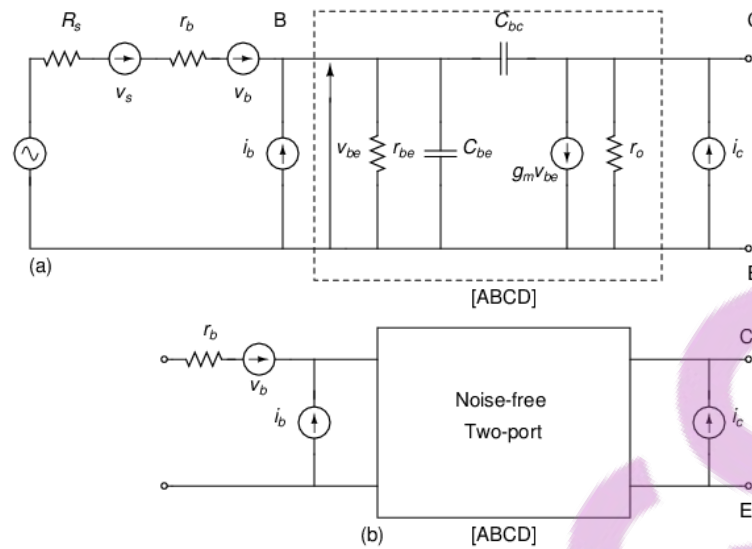 R_s r_b B C_bc C
v_s v_b
i_b v_be r_be C_be g_m v_be r_o i_c
(a) E
[ABCD]
r_b C
v_b
i_b Noise-free i_c
Two-port
E
(b) [ABCD]